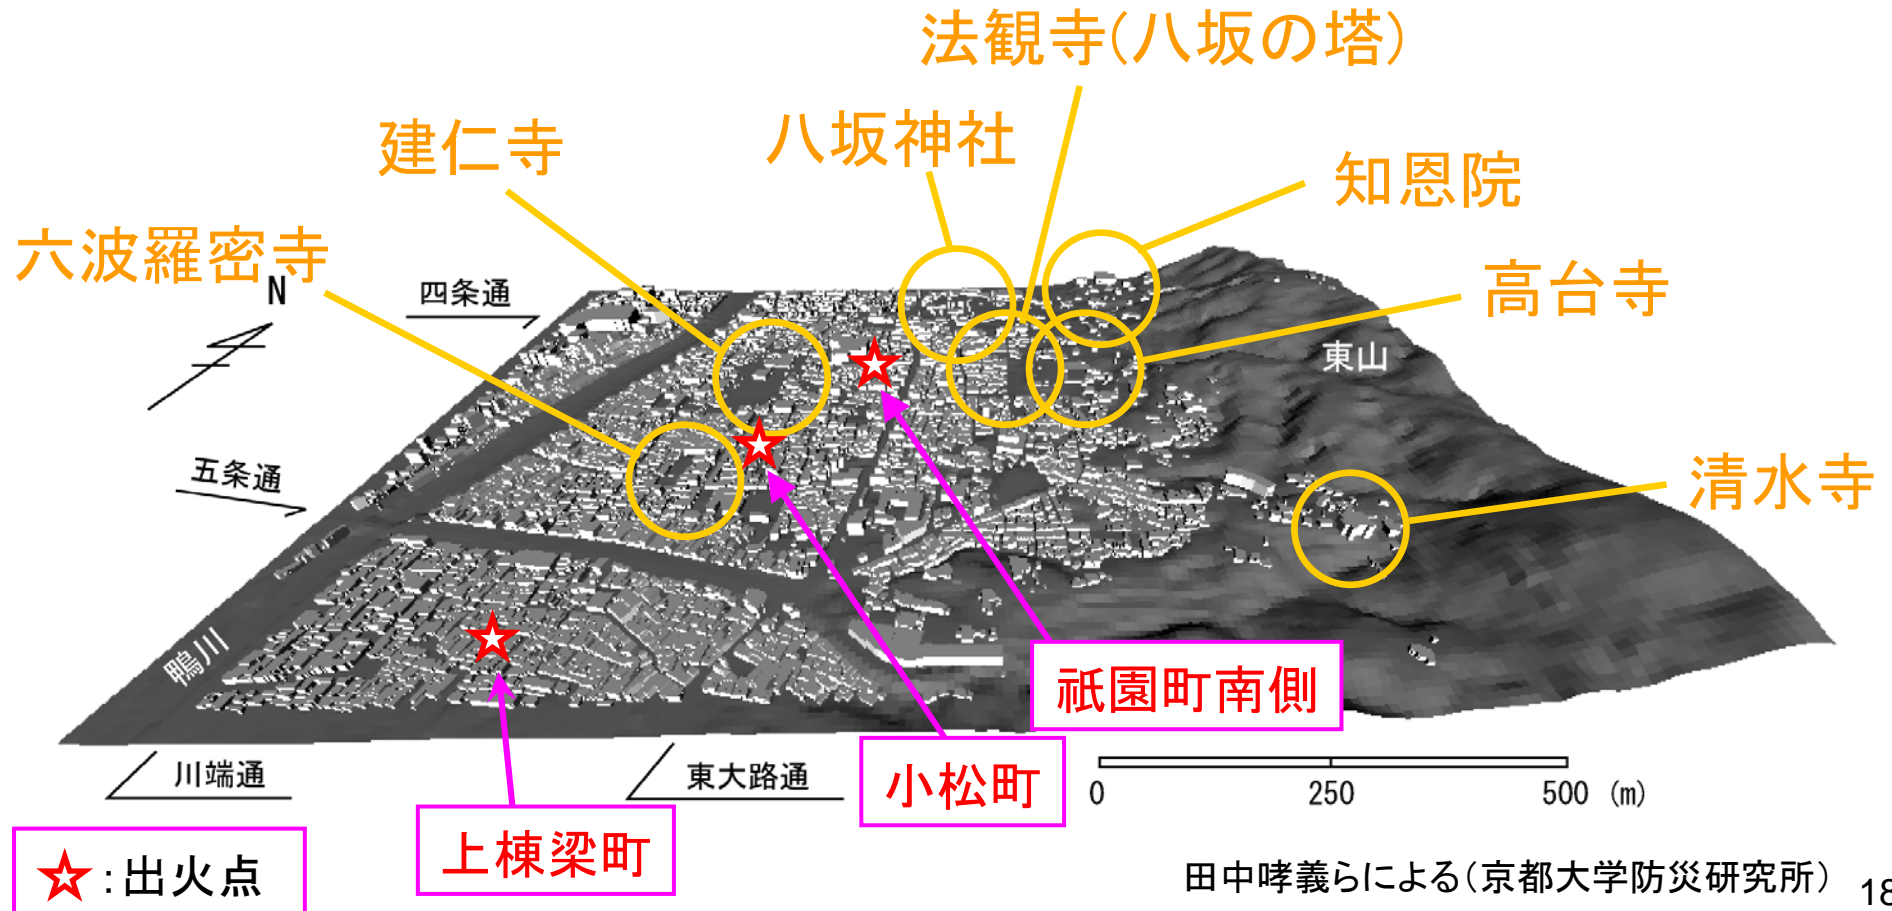 法観寺(八坂の塔)
建仁寺
八坂神社
知恩院
六波羅密寺
高台寺
N
四条通
東山
五条通
清水寺
鴨川
祇園町南側
川端通
東大路通
小松町
0 250 500 (m)
上棟梁町
☆:出火点
田中哮義らによる(京都大学防災研究所)
18